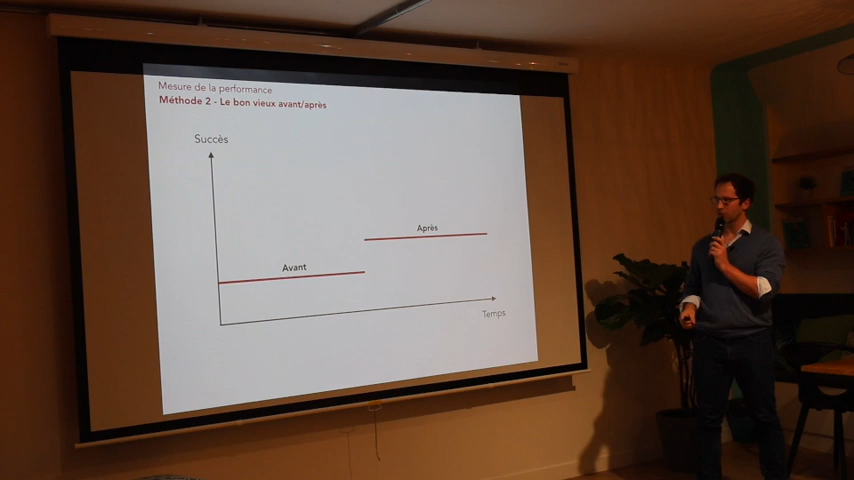 Mesure de la performance
Méthode 2 - Le bon vieux avant/après
Succès
Après
Avant
Temps